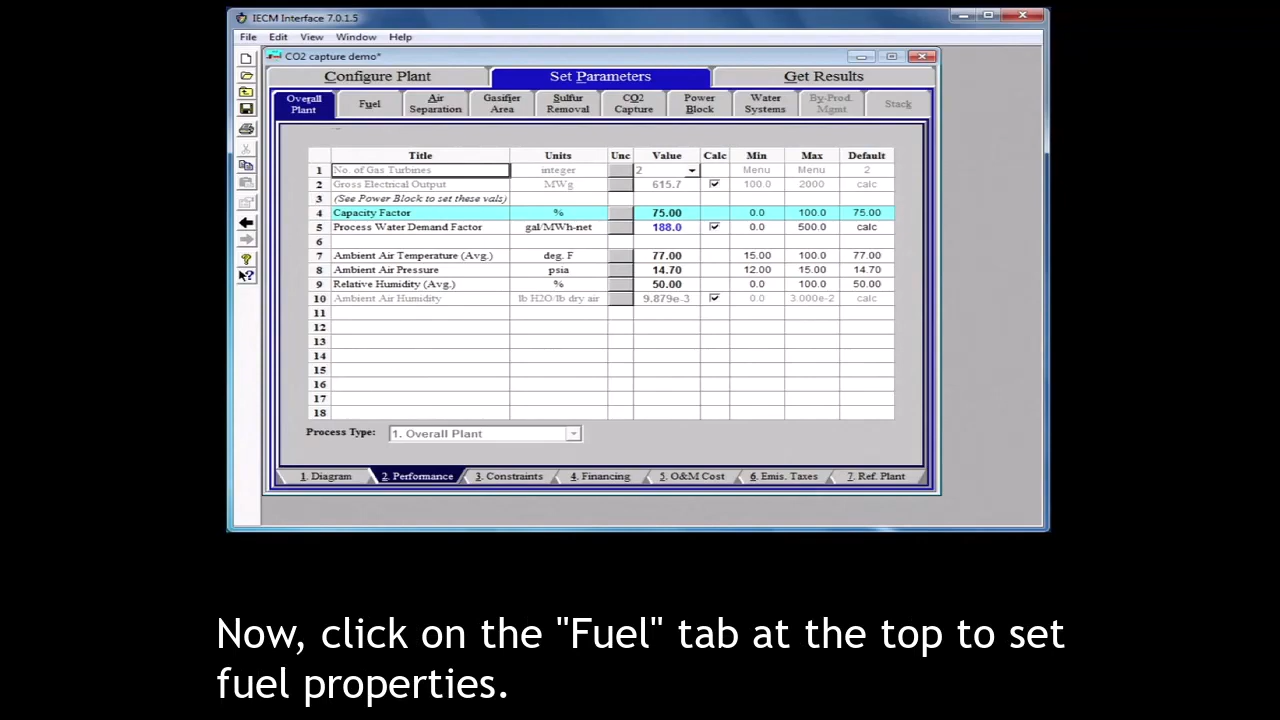 IECM Interface 7.0.1.5
File Edit View Window Help
CO2 capture demo*
Configure Plant Set Parameters Get Results
Overall Plant Fuel Air Separation Gasifier Area Sulfur Removal CO2 Capture Power Block Water Systems By-Prod. Mgmt Stack
Title Units Unc Value Calc Min Max Default
1 No. of Gas Turbines integer 2 Menu Menu 2
2 Gross Electrical Output MWg 615.7 100.0 2000 calc
3 (See Power Block to set these vals)
4 Capacity Factor % 75.00 0.0 100.0 75.00
5 Process Water Demand Factor gal/MWh-net 188.0 0.0 500.0 calc
6
7 Ambient Air Temperature (Avg.) deg. F 77.00 15.00 100.0 77.00
8 Ambient Air Pressure psia 14.70 12.00 15.00 14.70
9 Relative Humidity (Avg.) % 50.00 0.0 100.0 50.00
10 Ambient Air Humidity lb H2O/lb dry air 9.879e-3 0.0 3.000e-2 calc
11
12
13
14
15
16
17
18
Process Type: 1. Overall Plant
1. Diagram 2. Performance 3. Constraints 4. Financing 5. O&M Cost 6. Emis. Taxes 7. Ref. Plant
Now, click on the "Fuel" tab at the top to set
fuel properties.